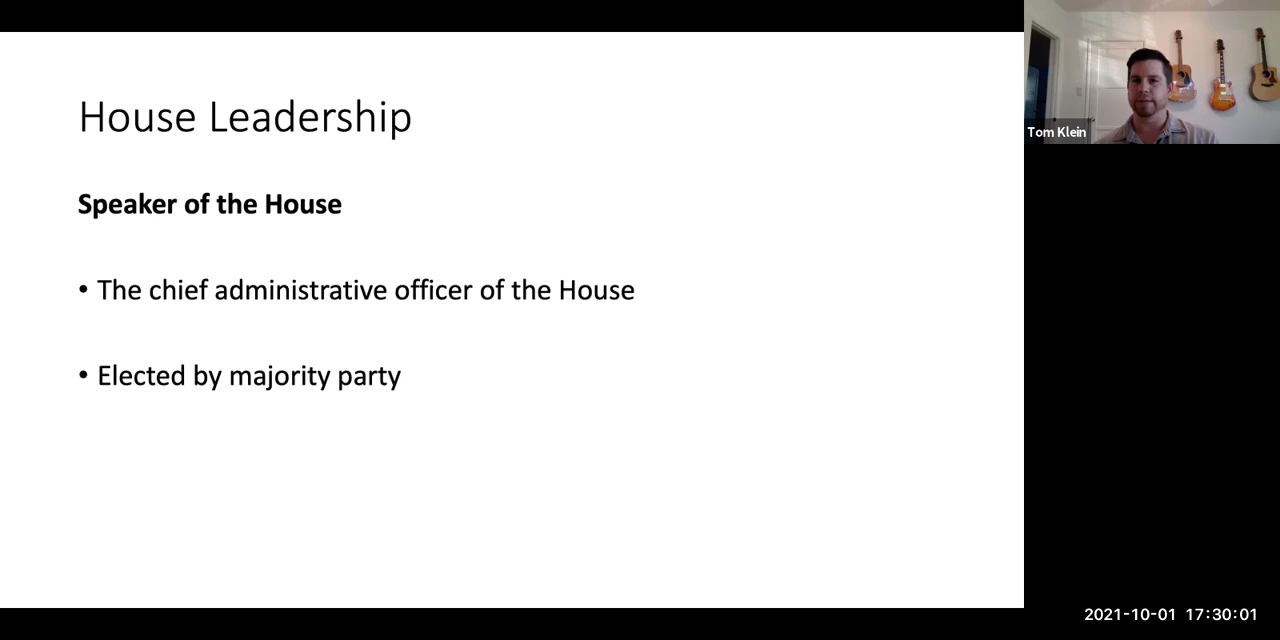 House Leadership
Speaker of the House
• The chief administrative officer of the House
• Elected by majority party
Tom Klein
2021-10-01 17:30:01